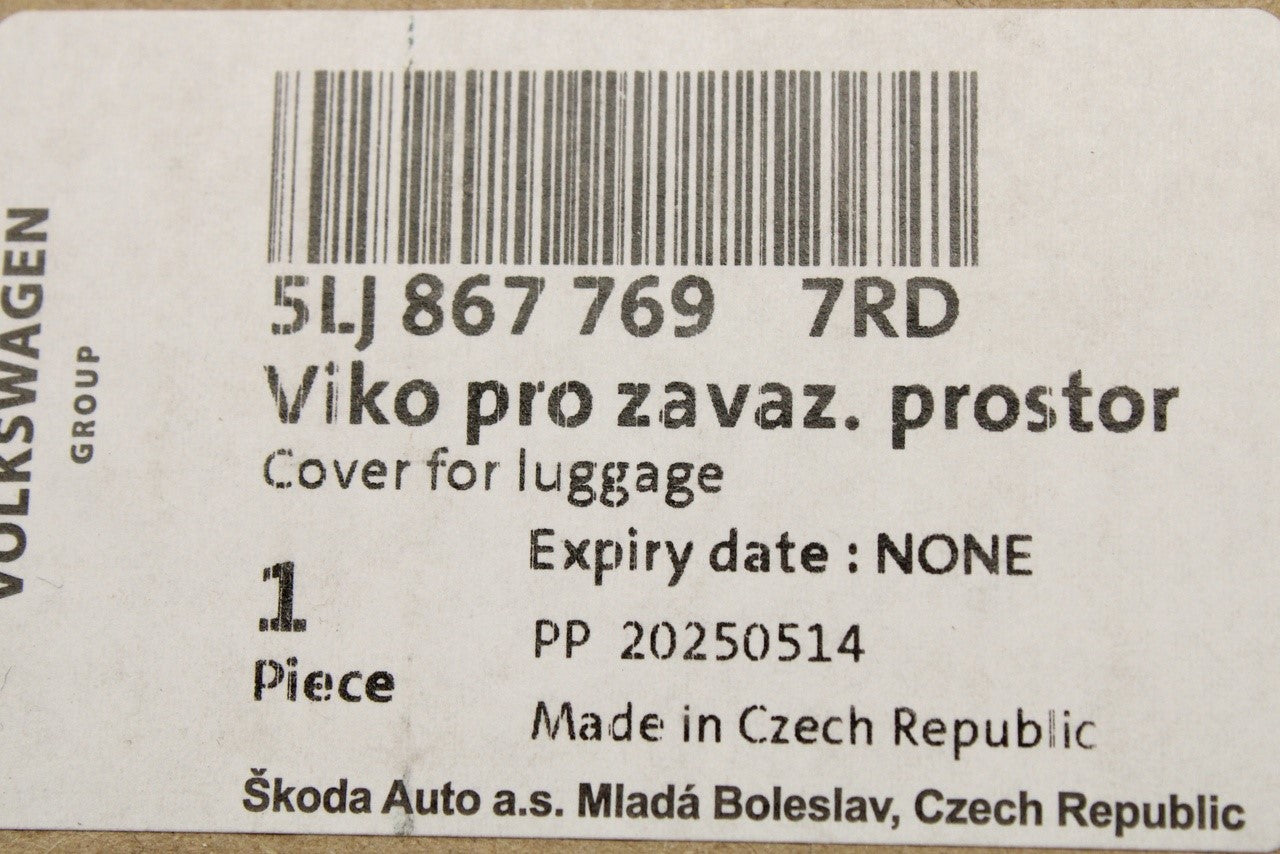 VOLKSWAGEN
GROUP
5LJ 867 769 7RD
Viko pro zavaz. prostor
Cover for luggage
Expiry date : NONE
1
Piece
PP 20250514
Made in Czech Republic
Škoda Auto a.s. Mladá Boleslav, Czech Republic